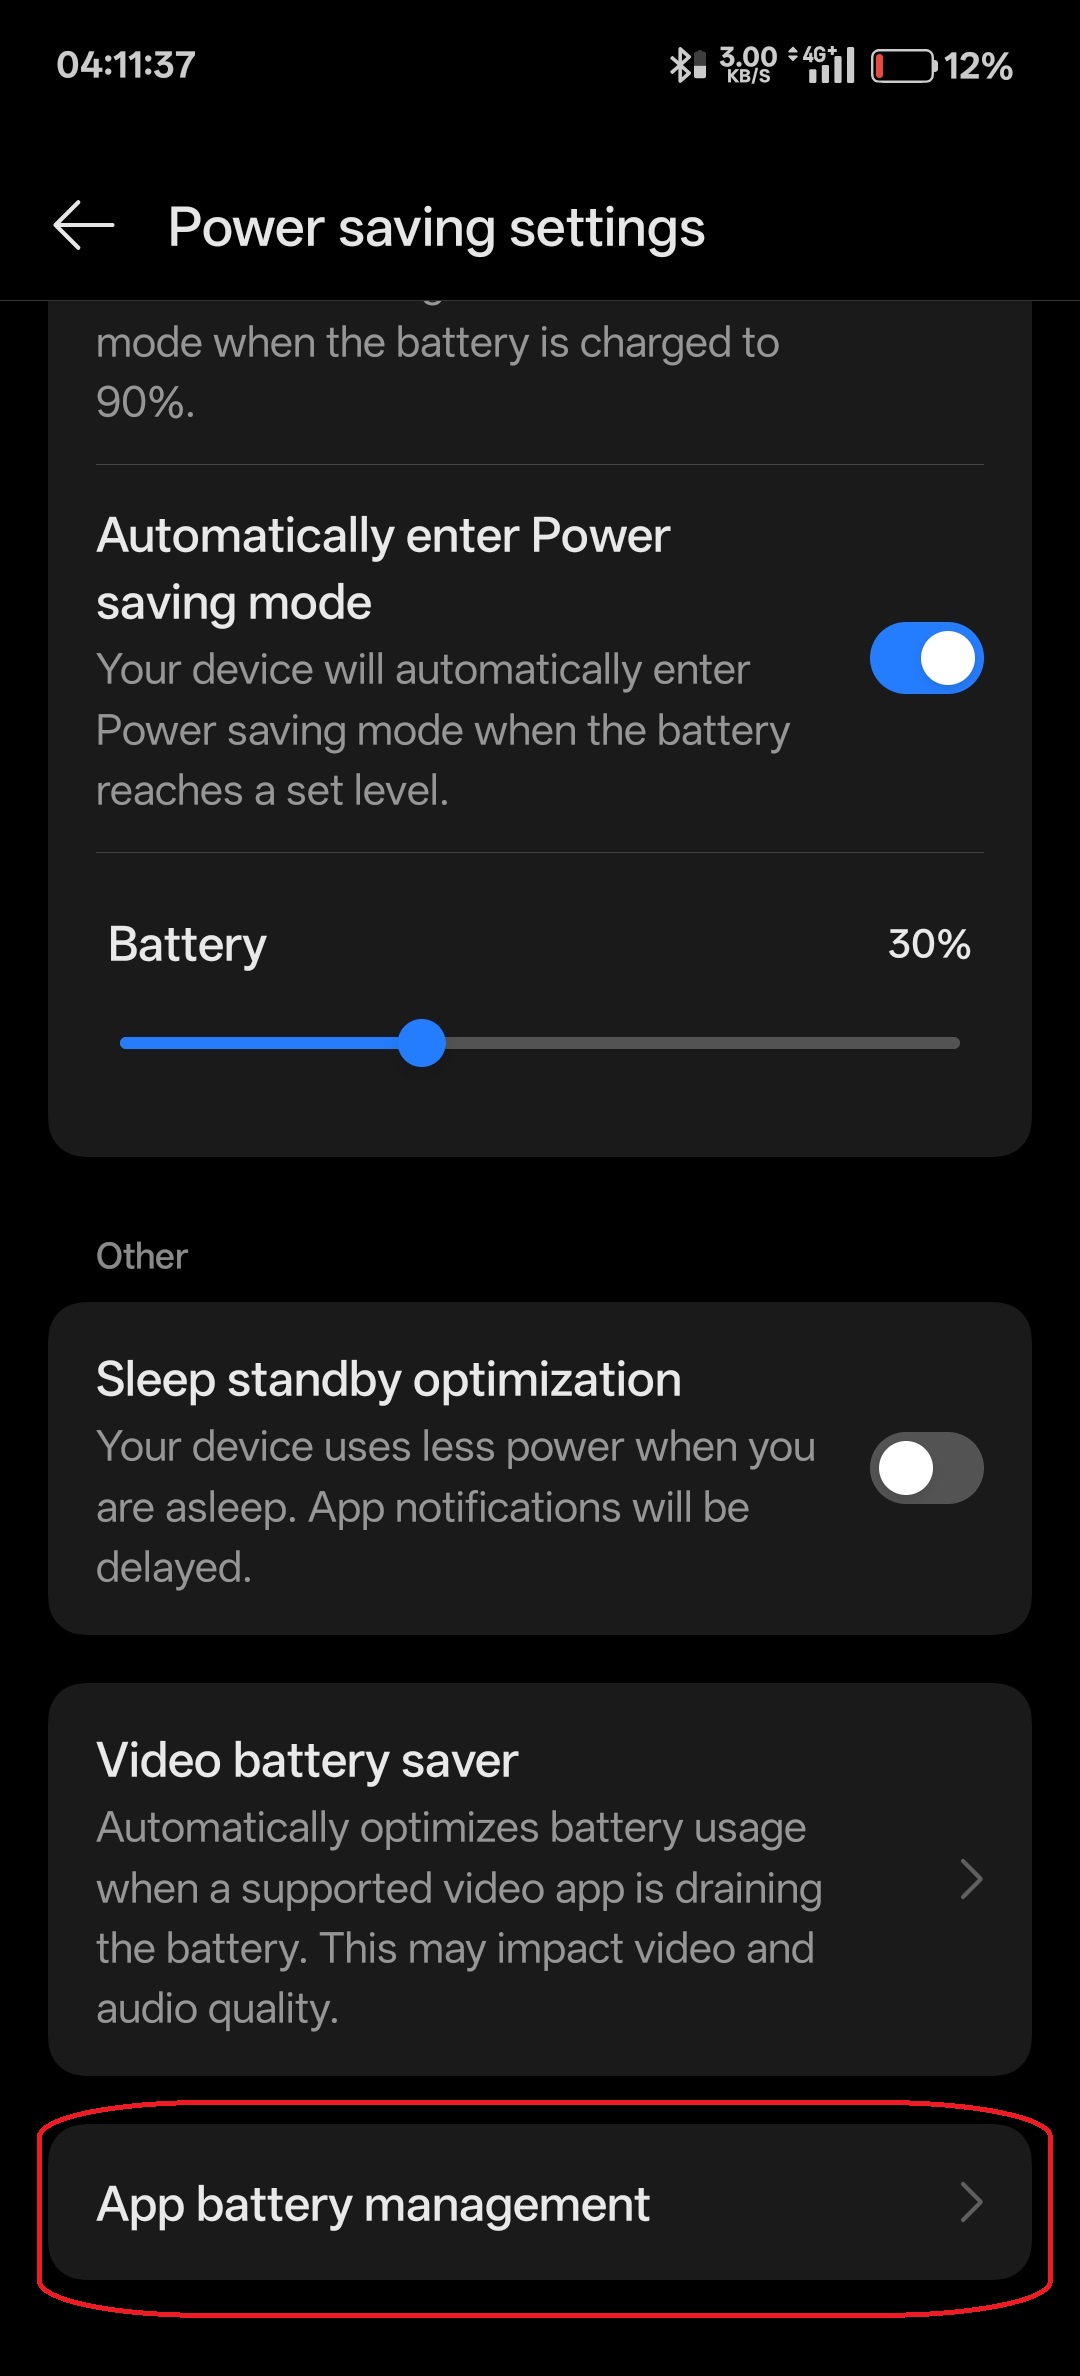 04:11:37
3.00 KB/S 4G+ 12%
Power saving settings
mode when the battery is charged to
90%.
Automatically enter Power
saving mode
Your device will automatically enter
Power saving mode when the battery
reaches a set level.
Battery 30%
Other
Sleep standby optimization
Your device uses less power when you
are asleep. App notifications will be
delayed.
Video battery saver
Automatically optimizes battery usage
when a supported video app is draining
the battery. This may impact video and
audio quality.
App battery management